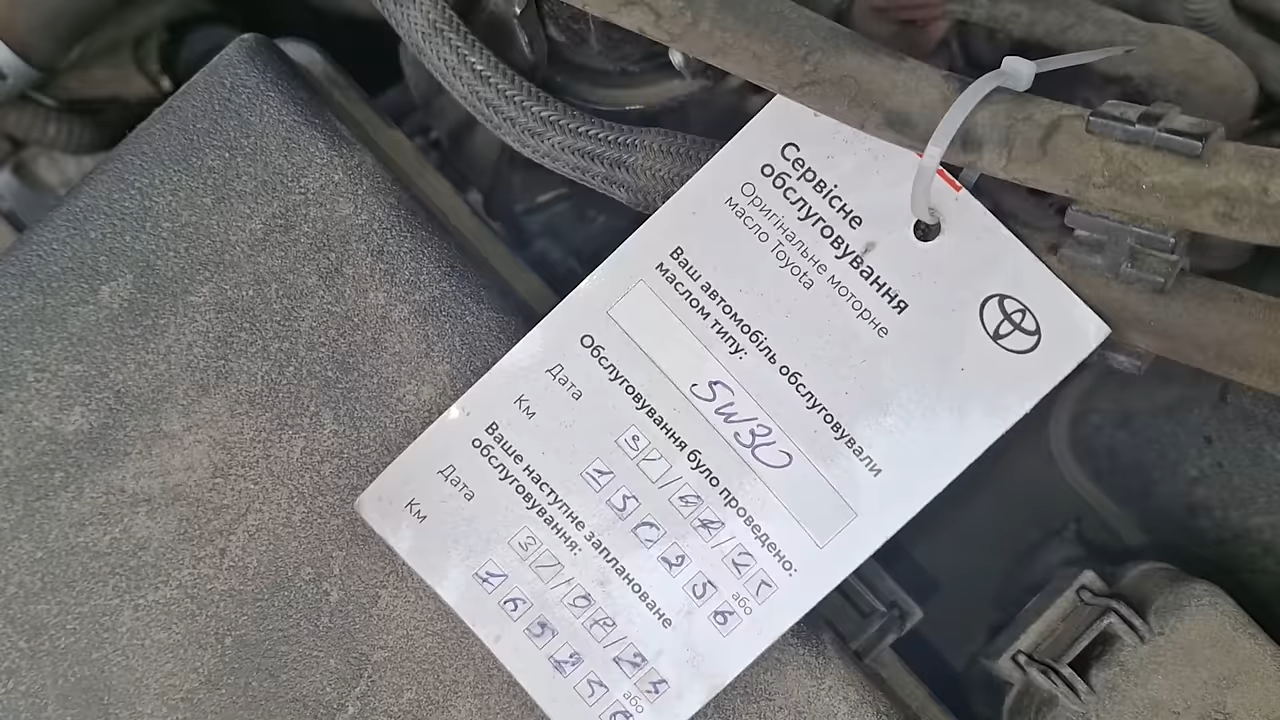 Сервісне
обслуговування
Оригінальне моторне
масло Toyota
Ваш автомобіль обслуговували
маслом типу:
5W30
Обслуговування було проведено:
Дата
або
Км 150256
Ваше наступне заплановане
обслуговування:
Дата
або
Км